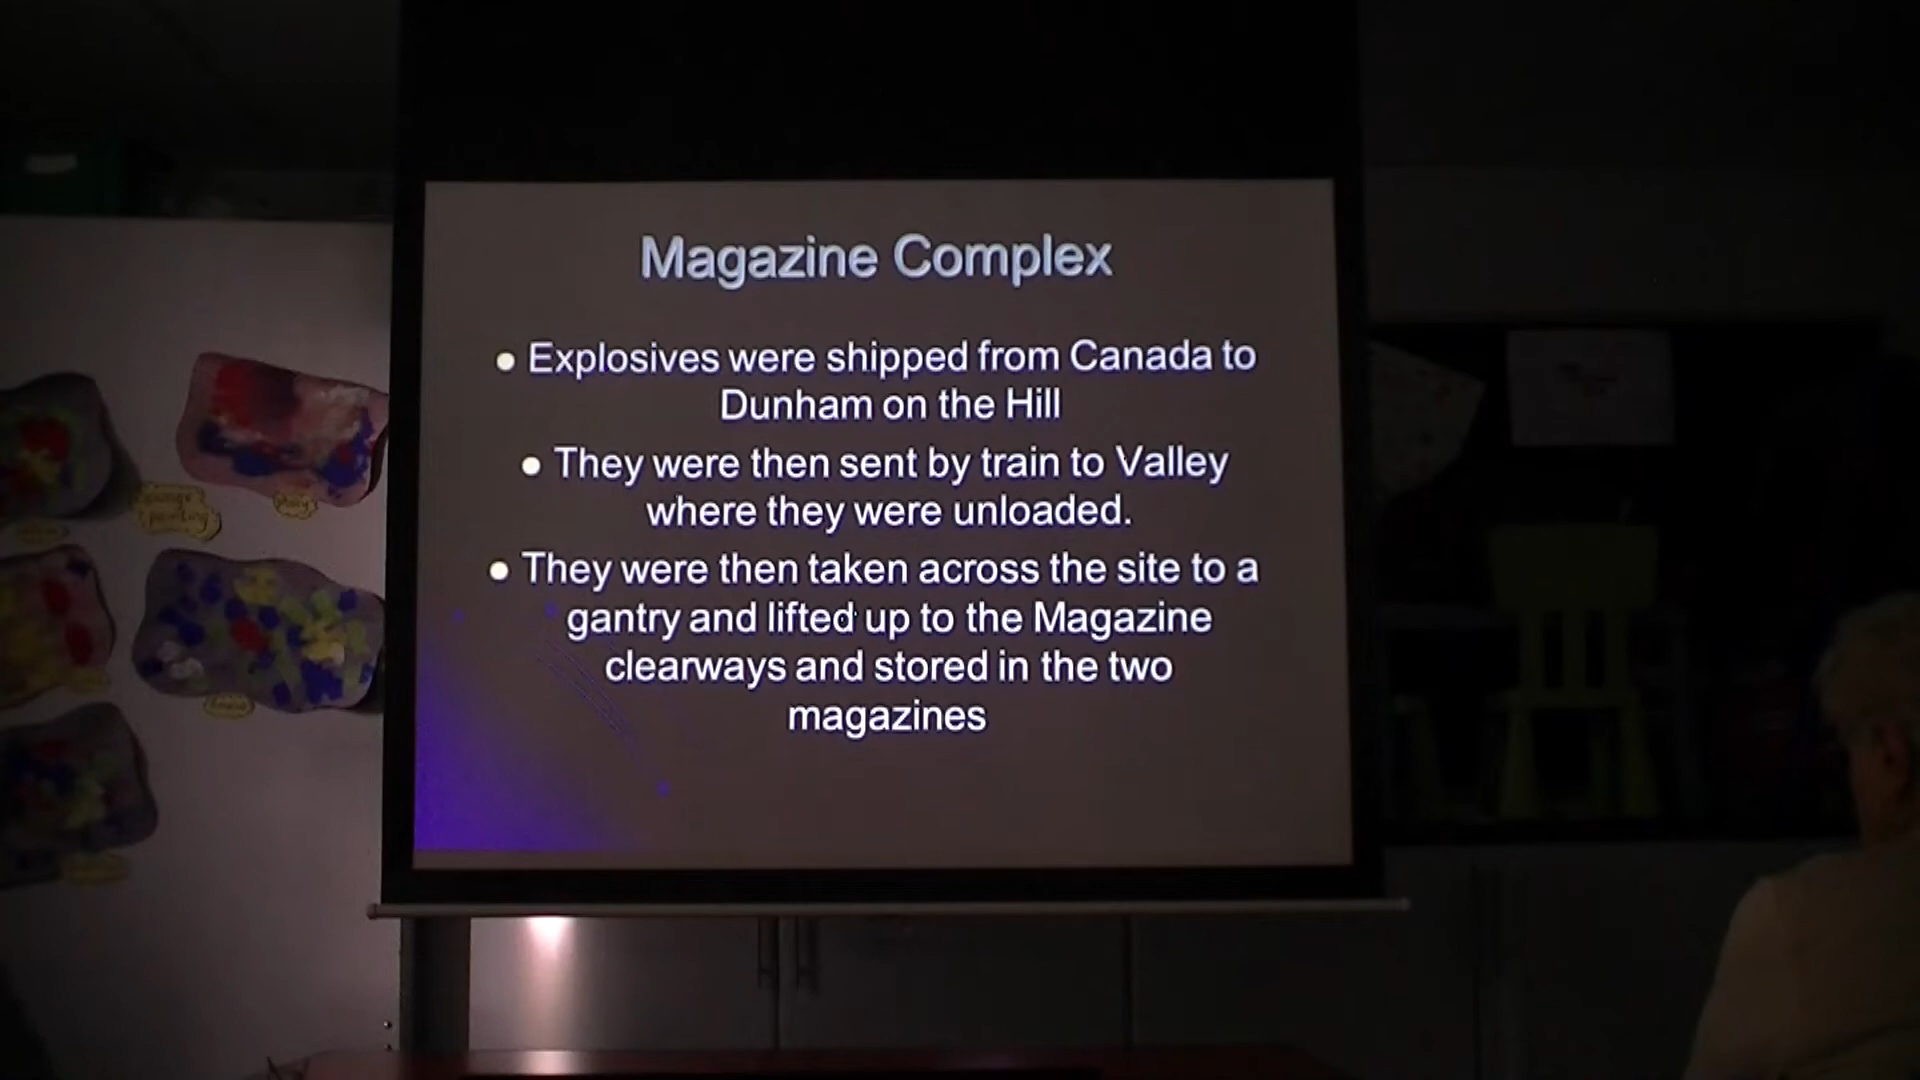 Magazine Complex
● Explosives were shipped from Canada to
Dunham on the Hill
● They were then sent by train to Valley
where they were unloaded.
● They were then taken across the site to a
gantry and lifted up to the Magazine
clearways and stored in the two
magazines
painting